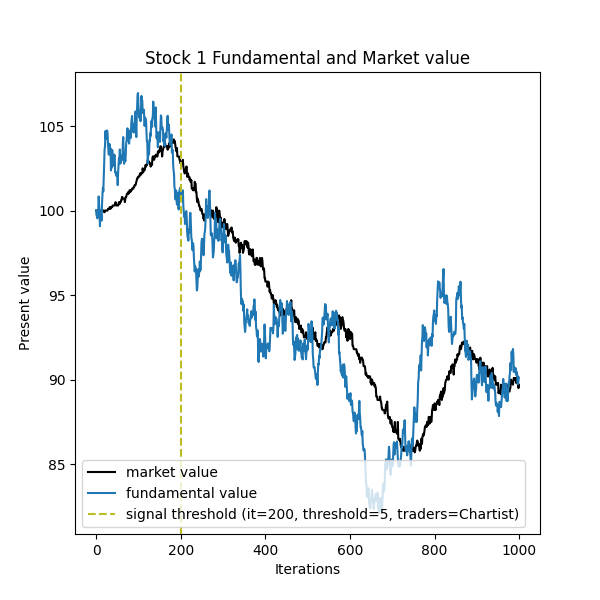 Stock 1 Fundamental and Market value
Present value
105
100
95
90
85
market value
fundamental value
signal threshold (it=200, threshold=5, traders=Chartist)
0 200 400 600 800 1000
Iterations